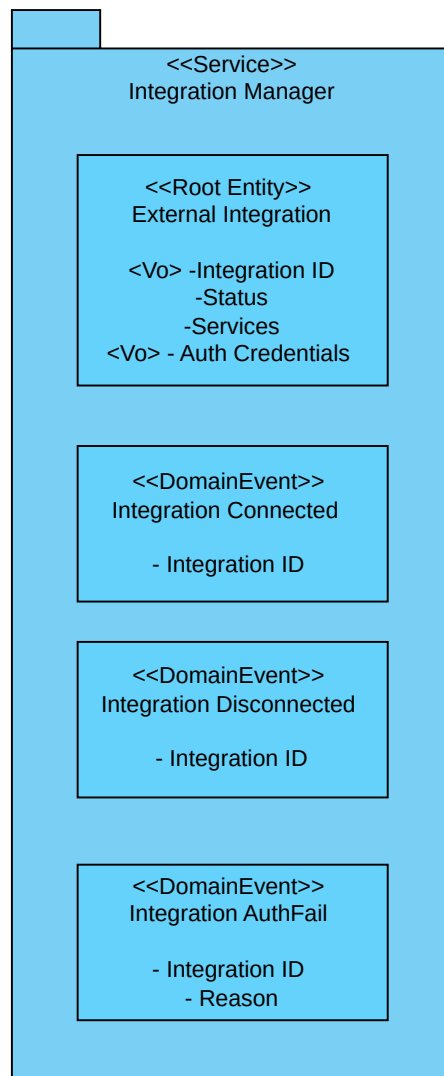 <<Service>>
Integration Manager
<<Root Entity>>
External Integration
<Vo> -Integration ID
-Status
-Services
<Vo> - Auth Credentials
<<DomainEvent>>
Integration Connected
- Integration ID
<<DomainEvent>>
Integration Disconnected
- Integration ID
<<DomainEvent>>
Integration AuthFail
- Integration ID
- Reason